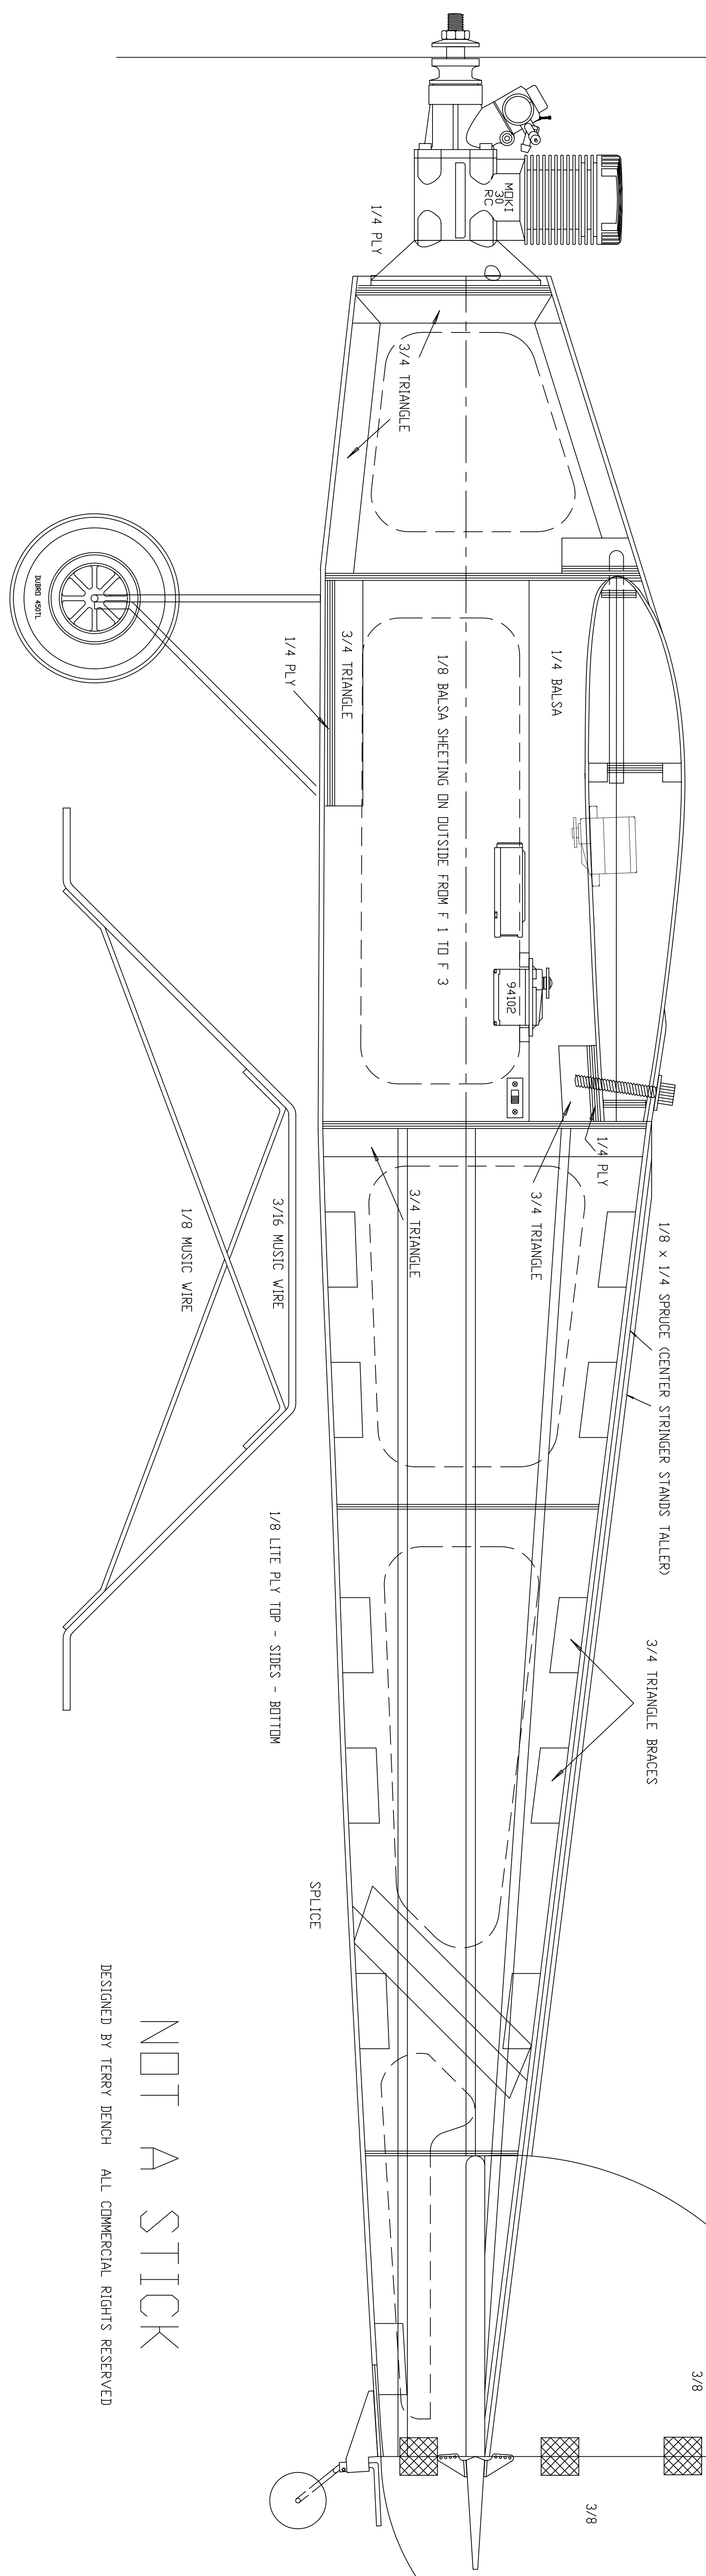 MOKI
30
RC
1/4 PLY
3/4 TRIANGLE
DUBRO 450TL
1/4 PLY
3/4 TRIANGLE
1/8 BALSA SHEETING ON OUTSIDE FROM F 1 TO F 3
1/4 BALSA
94102
1/4 PLY
3/4 TRIANGLE
3/4 TRIANGLE
1/8 x 1/4 SPRUCE (CENTER STRINGER STANDS TALLER)
3/16 MUSIC WIRE
1/8 MUSIC WIRE
1/8 LITE PLY TOP - SIDES - BOTTOM
3/4 TRIANGLE BRACES
SPLICE
NOT A STICK
DESIGNED BY TERRY DENCH ALL COMMERCIAL RIGHTS RESERVED
3/8
3/8